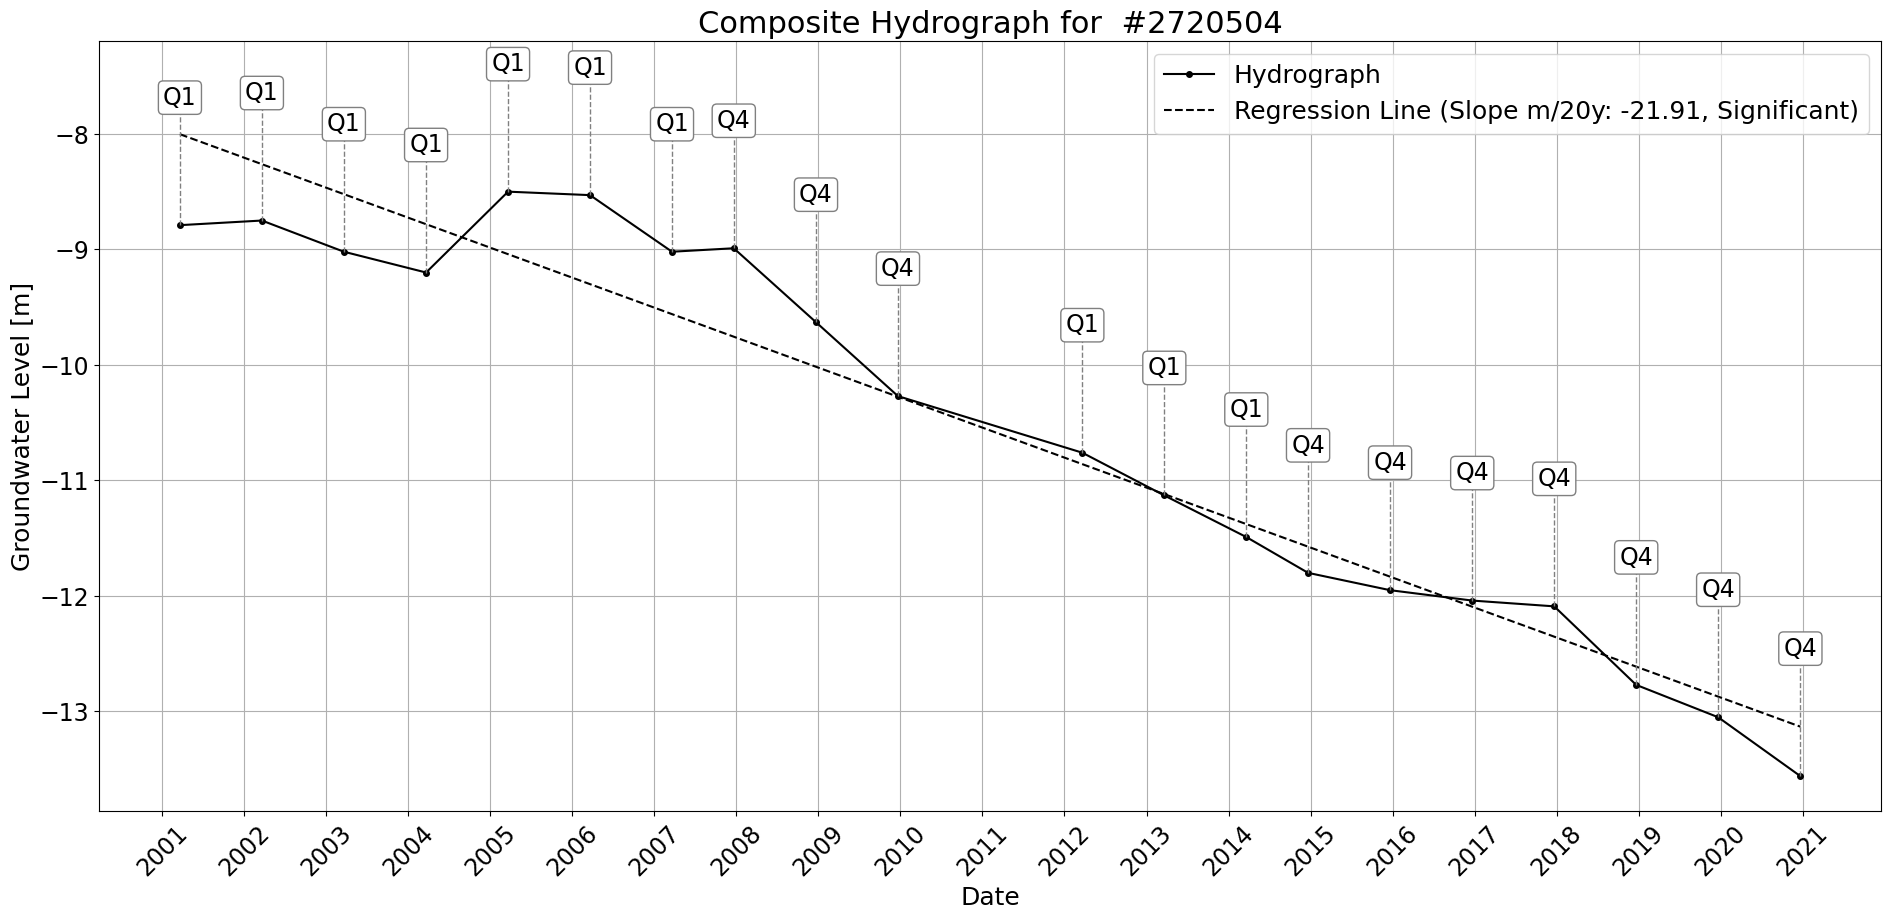 Composite Hydrograph for  #2720504
Hydrograph
Regression Line (Slope m/20y: -21.91, Significant)
Q1
Q1
Q1
Q1
Q1
Q1
Q1
Q4
Q4
Q4
Q1
Q1
Q1
Q4
Q4
Q4
Q4
Q4
Q4
Q4
Groundwater Level [m]
−8
−9
−10
−11
−12
−13
2001
2002
2003
2004
2005
2006
2007
2008
2009
2010
2011
2012
2013
2014
2015
2016
2017
2018
2019
2020
2021
Date